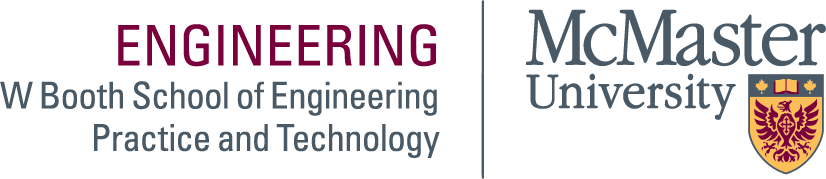 ENGINEERING
W Booth School of Engineering
Practice and Technology
McMaster
University